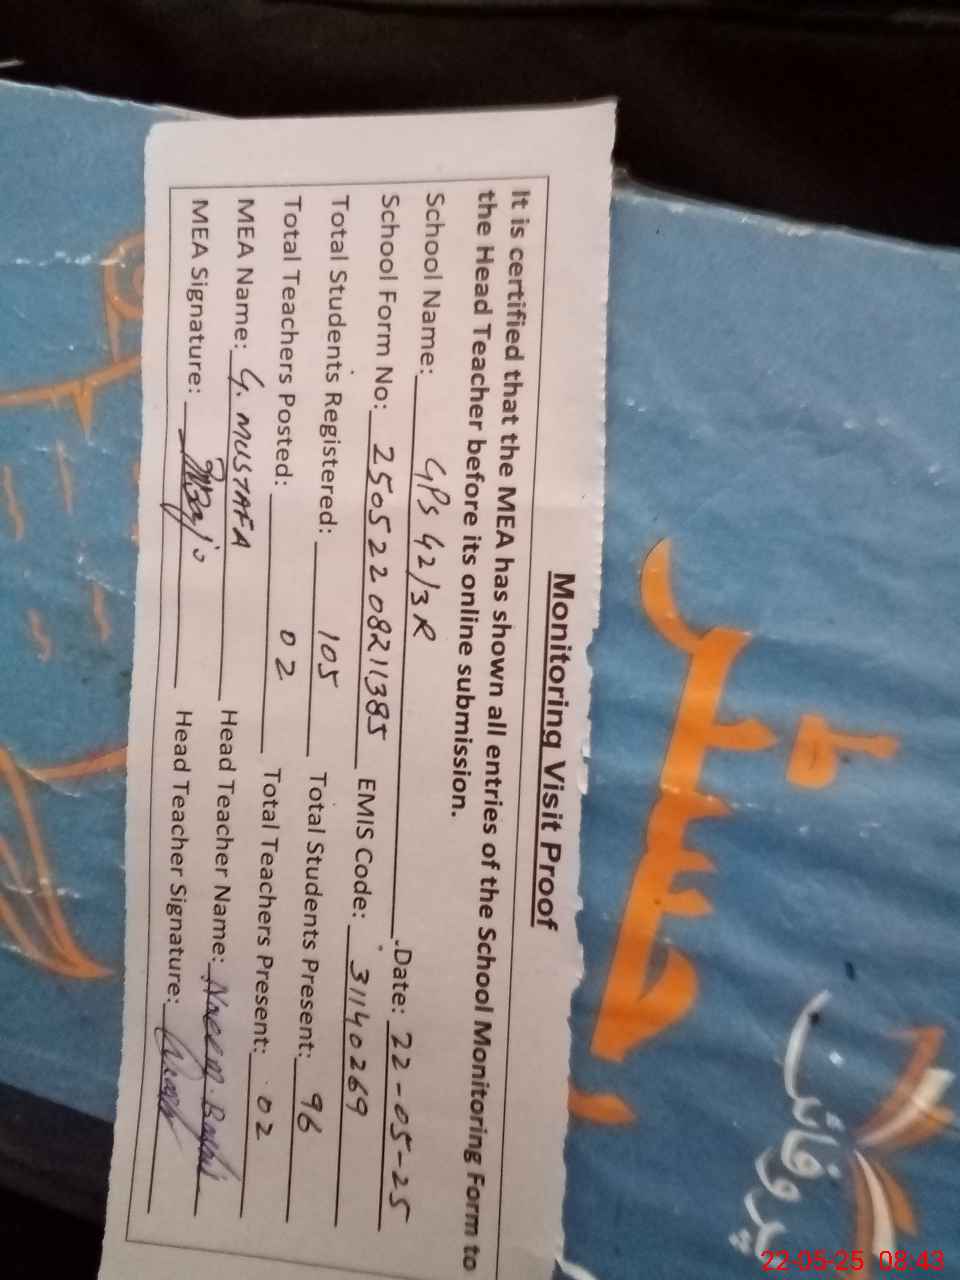 Monitoring Visit Proof
It is certified that the MEA has shown all entries of the School Monitoring Form to
the Head Teacher before its online submission.
School Name: GPS 42/3R .Date: 22-05-25
School Form No: 25052208211385 EMIS Code: 31140269
Total Students Registered: 105 Total Students Present: 96
Total Teachers Posted: 02 Total Teachers Present: 02
MEA Name: G. MUSTAFA Head Teacher Name: Naeem
MEA Signature: Head Teacher Signature:
پروفائل
رجسٹر
22-05-25 08:43